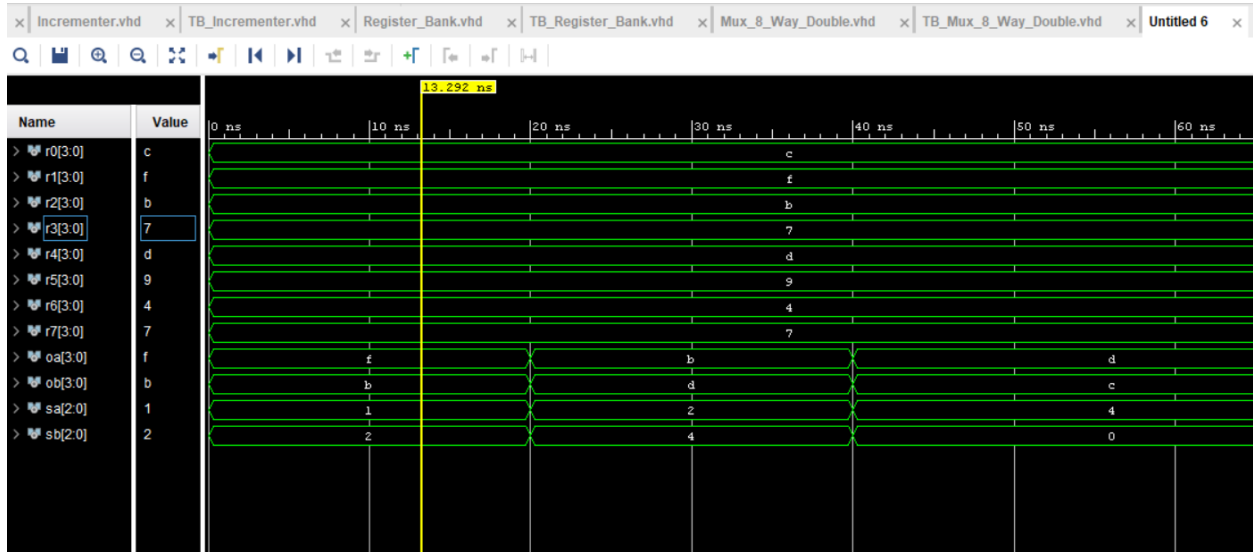 Incrementer.vhd TB_Incrementer.vhd Register_Bank.vhd TB_Register_Bank.vhd Mux_8_Way_Double.vhd TB_Mux_8_Way_Double.vhd Untitled 6
13.292 ns
Name Value 0 ns 10 ns 20 ns 30 ns 40 ns 50 ns 60 ns
r0[3:0] c c
r1[3:0] f f
r2[3:0] b b
r3[3:0] 7 7
r4[3:0] d d
r5[3:0] 9 9
r6[3:0] 4 4
r7[3:0] 7 7
oa[3:0] f f b d
ob[3:0] b b d c
sa[2:0] 1 1 2 4
sb[2:0] 2 2 4 0